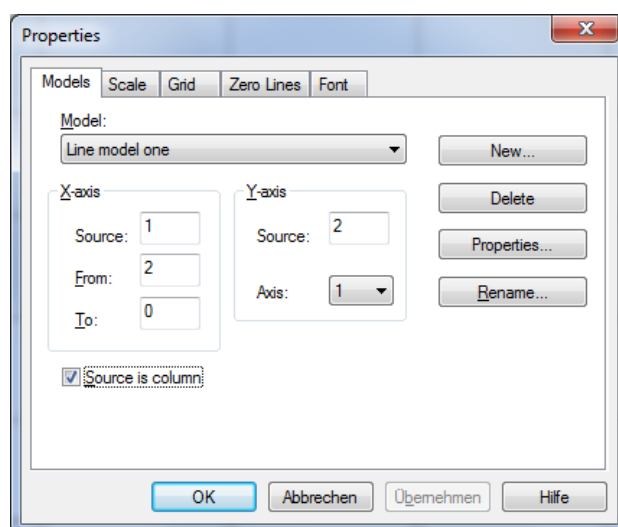 Properties
Models Scale Grid Zero Lines Font
Model:
Line model one
New...
X-axis
Source: 1
From: 2
To: 0
Y-axis
Source: 2
Axis: 1
Delete
Properties...
Rename...
Source is column
OK Abbrechen Übernehmen Hilfe